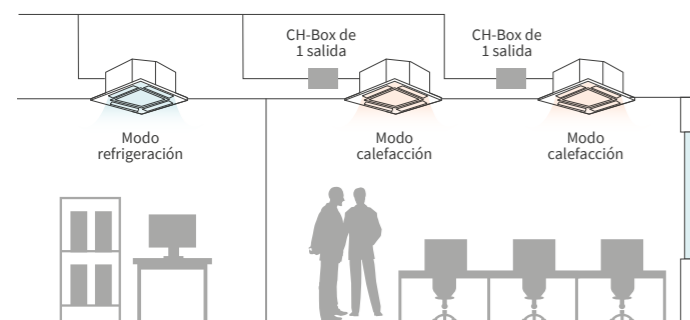 CH-Box de
1 salida
CH-Box de
1 salida
Modo
refrigeración
Modo
calefacción
Modo
calefacción